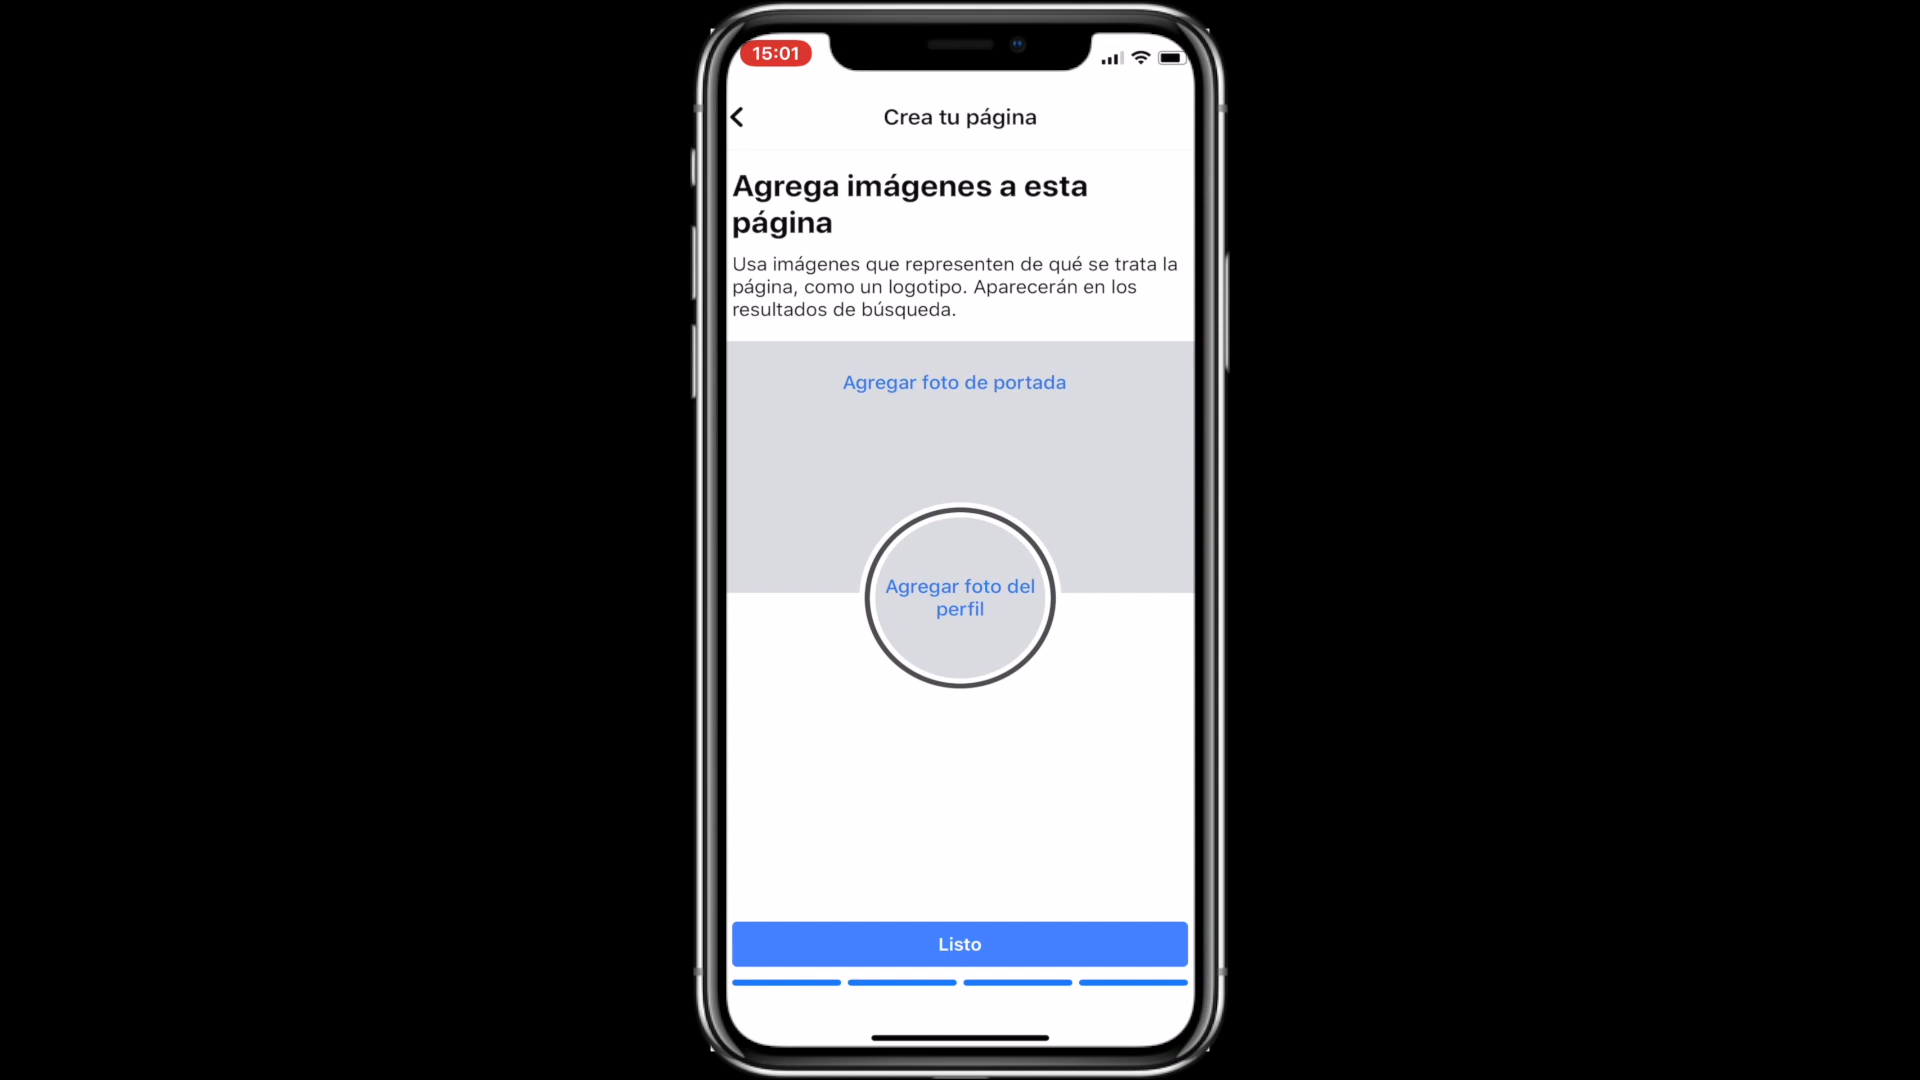 15:01
Crea tu página
Agrega imágenes a esta
página
Usa imágenes que representen de qué se trata la
página, como un logotipo. Aparecerán en los
resultados de búsqueda.
Agregar foto de portada
Agregar foto del
perfil
Listo